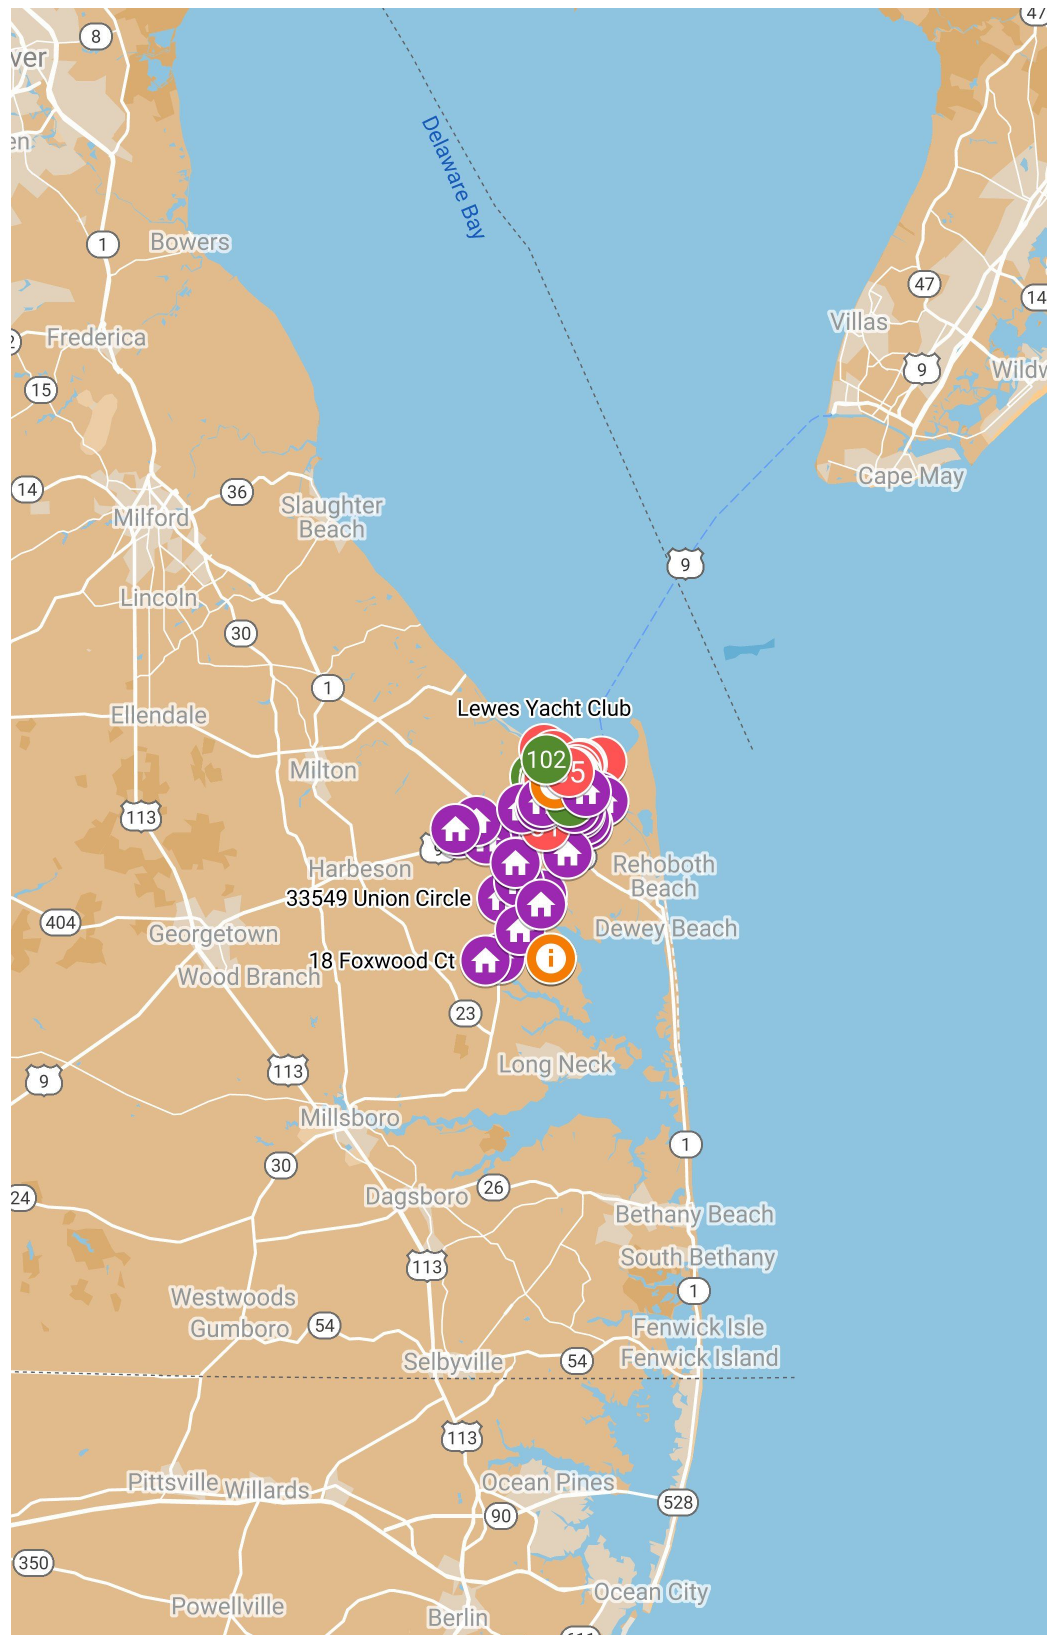 47
8
ver
Delaware Bay
en
1
Bowers
47
14
Villas
Frederica
9
15
Cape May
14
36
Slaughter
Beach
Milford
9
Lincoln
30
1
Lewes Yacht Club
Ellendale
102
Milton
113
Harbeson
Rehoboth
Beach
33549 Union Circle
404
Georgetown
Dewey Beach
18 Foxwood Ct
i
Wood Branch
23
Long Neck
113
9
Millsboro
1
30
26
24
Dagsboro
Bethany Beach
South Bethany
113
1
Westwoods
Gumboro
54
Fenwick Isle
Selbyville
54
Fenwick Island
113
Pittsville
Willards
Ocean Pines
528
90
350
Ocean City
Powellville
Berlin